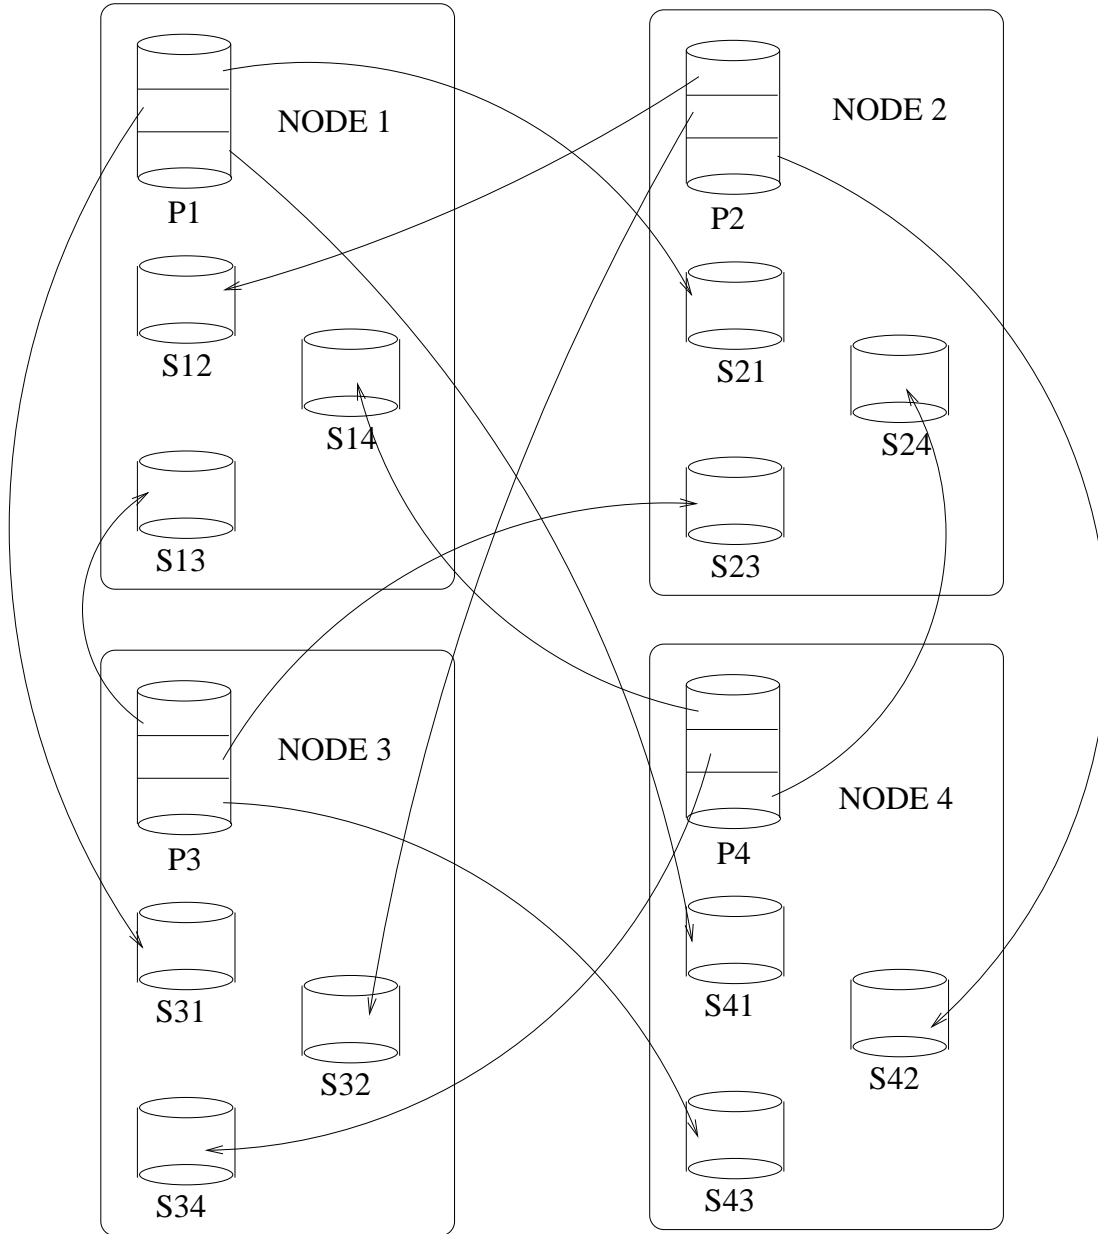 NODE 1
P1
S12
S14
S13
NODE 2
P2
S21
S24
S23
NODE 3
P3
S31
S32
S34
NODE 4
P4
S41
S42
S43